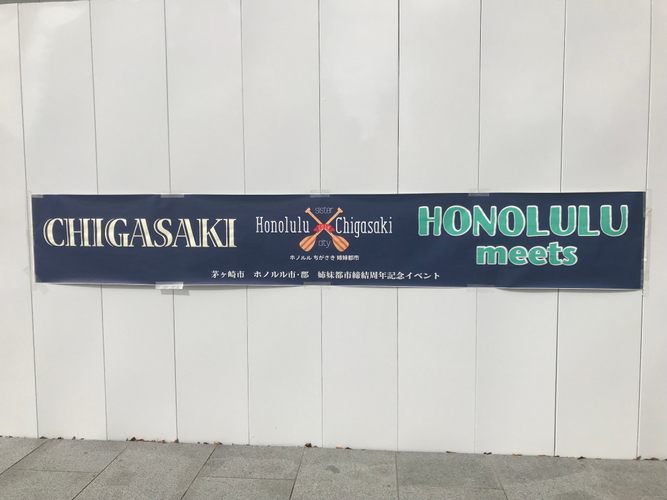 CHIGASAKI
sister
Honolulu Chigasaki
city
ホノルル ちがさき 姉妹都市
HONOLULU
meets
茅ヶ崎市 ホノルル市・郡 姉妹都市締結周年記念イベント